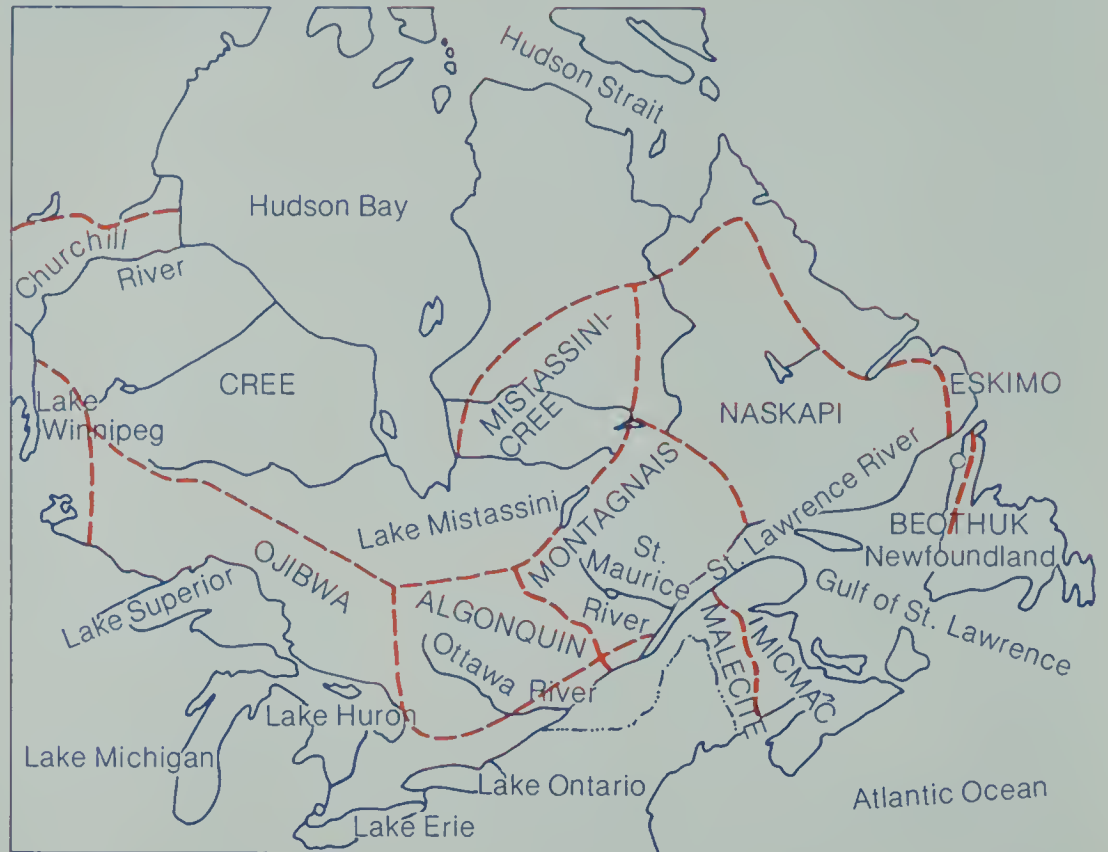 Hudson Strait
Hudson Bay
Churchill
River
MISTASSINI-
CREE
CREE
ESKIMO
NASKAPI
Lake
Winnipeg
MONTAGNAIS
St. Lawrence River
Lake Mistassini
BEOTHUK
Newfoundland
St.
Maurice
River
OJIBWA
Lake Superior
ALGONQUIN
Gulf of St. Lawrence
MALECITE
MICMAC
Ottawa River
Lake Huron
Lake Michigan
Lake Ontario
Atlantic Ocean
Lake Erie